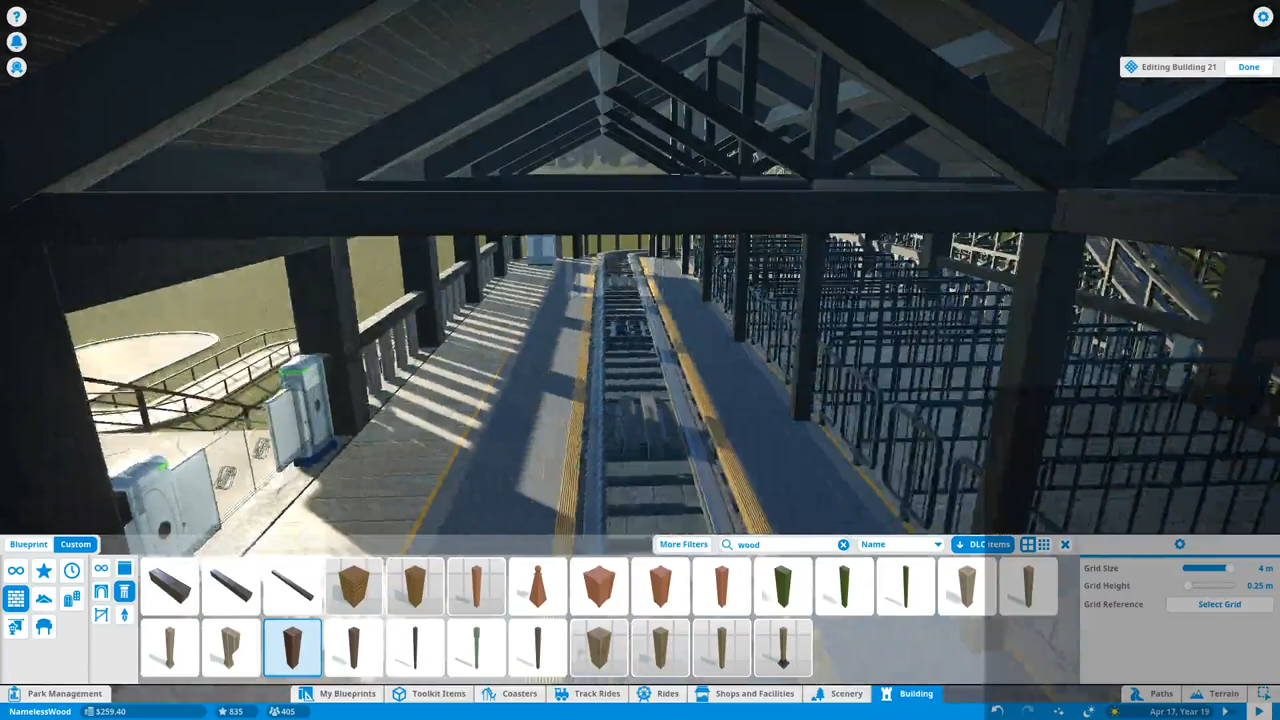 ?
Editing Building 21 Done
Blueprint Custom
More Filters wood Name DLC Items
Grid Size 4 m
Grid Height 0.25 m
Grid Reference Select Grid
Park Management My Blueprints Toolkit Items Coasters Track Rides Rides Shops and Facilities Scenery Building Paths Terrain
NamelessWood $259.40 835 405 Apr 17, Year 19